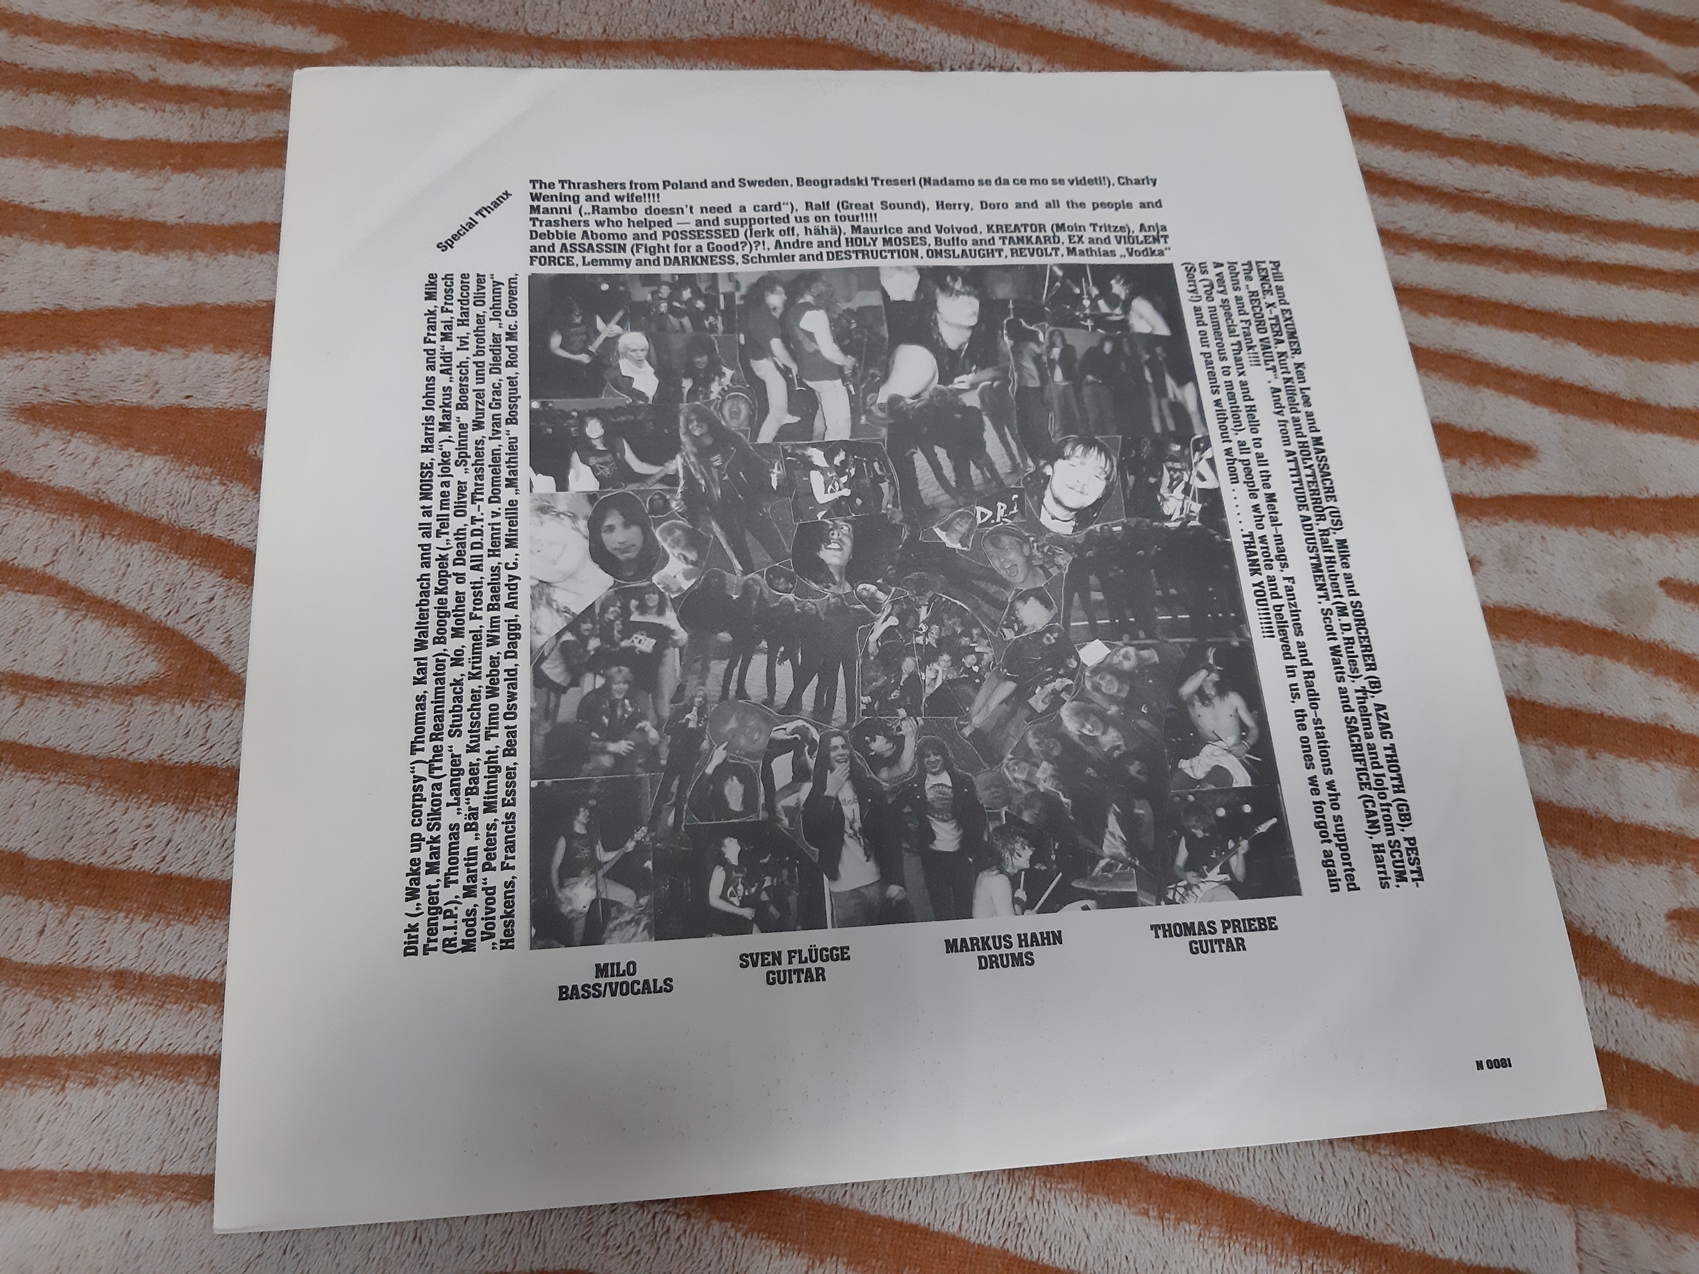 Special Thanx
Dirk („Wake up corpsy“) Thomas, Karl Walterbach and all at NOISE, Harris Johns and Frank, Mike
Trengert, Mark Sikora (The Reanimator), Boogie Kopek („Tell me a joke“), Markus „Aidi“ Mai, Frosch
(R.I.P.), Thomas „Langer“ Stuback, No, Mother of Death, Oliver „Spinne“ Boersch, Ivi, Hardcore
Mods, Martin „Bär“ Baer, Kutscher, Krümel, Frosti, All D.D.T.-Thrashers, Wurzel und brother, Oliver
„Voivod“ Peters, Mitnight, Timo Weber, Wim Baelus, Henri v. Domelen, Ivan Grac, Diedler „Johnny“
Heskens, Francis Esser, Beat Oswald, Daggi, Andy C., Mireille „Mathieu“ Bosquet, Rod Mc. Govern,
The Thrashers from Poland and Sweden, Beogradski Treseri (Nadamo se da ce mo se videti!), Charly
Wening and wife!!!!
Manni („Rambo doesn't need a card“), Ralf (Great Sound), Herry, Doro and all the people and
Trashers who helped — and supported us on tour!!!!
Debbie Abomo and POSSESSED (Jerk off, hähä), Maurice and Voivod, KREATOR (Moin Tritze), Anja
and ASSASSIN (Fight for a Good?)?!, Andre and HOLY MOSES, Buffo and TANKARD, EX and VIOLENT
FORCE, Lemmy and DARKNESS, Schmier and DESTRUCTION, ONSLAUGHT, REVOLT, Mathias „Vodka“
Prill and EXUMER, Ken Lee and MASSACRE (US), Mike and SORCERER (B), AZAG THOTH (GB), PESTI-
LENCE, X-TERA, Kurt Kilfeld and HOLYTERROR, Ralf Hubert (M.D.Rules), Thelma and JoJo from SCUM,
The „RECORD VAULT“, Andy from ATTITUDE ADJUSTMENT, Scott Watts and SACRIFICE (CAN), Harris
Johns and Frank!!!!
A very special Thanx and Hello to all the Metal-mags, Fanzines and Radio-stations who supported
us (Too numerous to mention), all people who wrote and believed in us, the ones we forgot again
(Sorry!) and our parents without whom . . . . . . . THANK YOU!!!!!!!!
D.R.I
MILO
BASS/VOCALS
SVEN FLÜGGE
GUITAR
MARKUS HAHN
DRUMS
THOMAS PRIEBE
GUITAR
N 0081